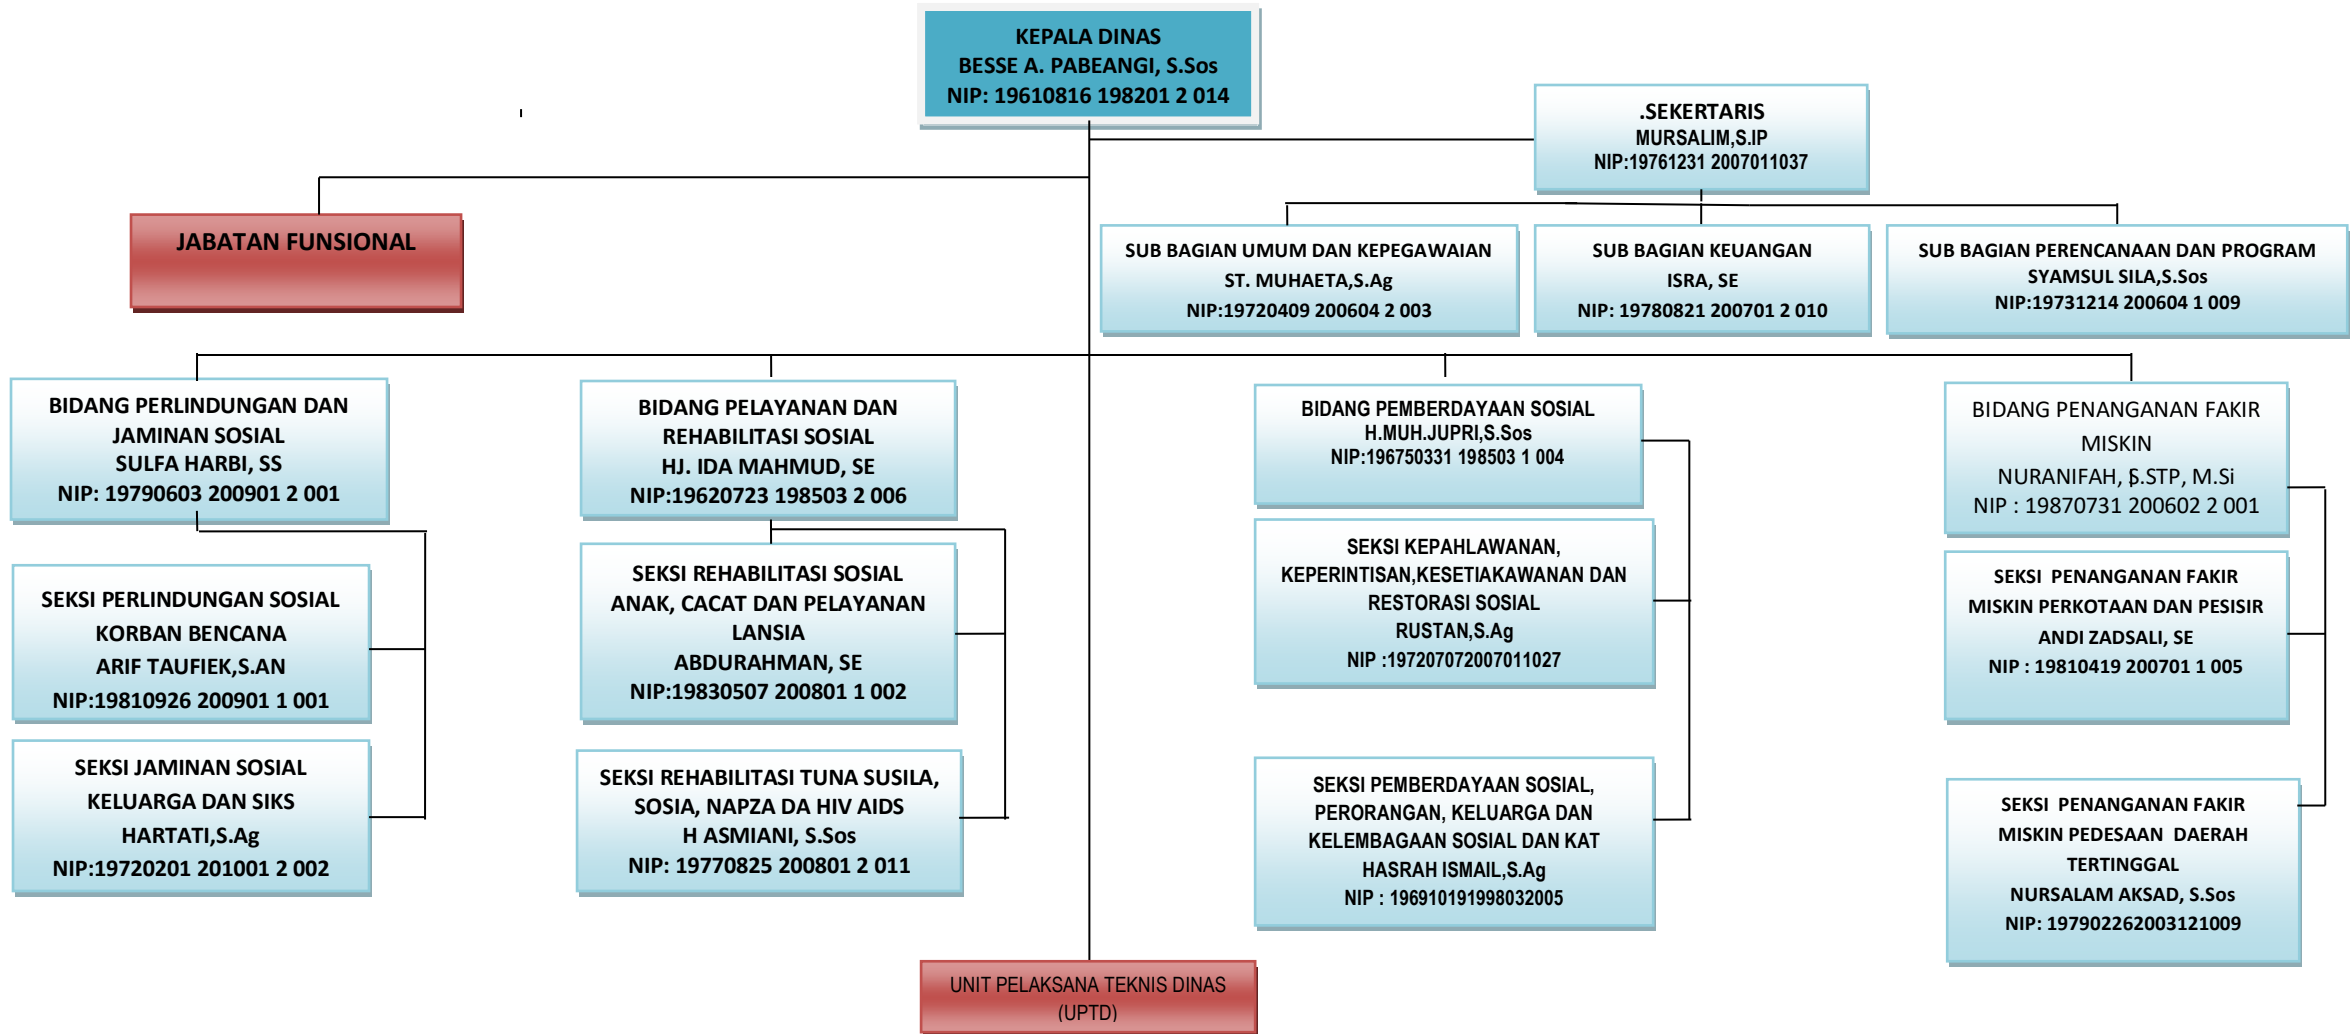 KEPALA DINAS
BESSE A. PABEANGI, S.Sos
NIP: 19610816 198201 2 014
.SEKERTARIS
MURSALIM,S.IP
NIP:19761231 2007011037
JABATAN FUNSIONAL
SUB BAGIAN UMUM DAN KEPEGAWAIAN
ST. MUHAETA,S.Ag
NIP:19720409 200604 2 003
SUB BAGIAN KEUANGAN
ISRA, SE
NIP: 19780821 200701 2 010
SUB BAGIAN PERENCANAAN DAN PROGRAM
SYAMSUL SILA,S.Sos
NIP:19731214 200604 1 009
BIDANG PERLINDUNGAN DAN
JAMINAN SOSIAL
SULFA HARBI, SS
NIP: 19790603 200901 2 001
BIDANG PELAYANAN DAN
REHABILITASI SOSIAL
HJ. IDA MAHMUD, SE
NIP:19620723 198503 2 006
BIDANG PEMBERDAYAAN SOSIAL
H.MUH.JUPRI,S.Sos
NIP:196750331 198503 1 004
BIDANG PENANGANAN FAKIR
MISKIN
NURANIFAH, S.STP, M.Si
NIP : 19870731 200602 2 001
SEKSI PERLINDUNGAN SOSIAL
KORBAN BENCANA
ARIF TAUFIEK,S.AN
NIP:19810926 200901 1 001
SEKSI REHABILITASI SOSIAL
ANAK, CACAT DAN PELAYANAN
LANSIA
ABDURAHMAN, SE
NIP:19830507 200801 1 002
SEKSI KEPAHLAWANAN,
KEPERINTISAN,KESETIAKAWANAN DAN
RESTORASI SOSIAL
RUSTAN,S.Ag
NIP :197207072007011027
SEKSI  PENANGANAN FAKIR
MISKIN PERKOTAAN DAN PESISIR
ANDI ZADSALI, SE
NIP : 19810419 200701 1 005
SEKSI JAMINAN SOSIAL
KELUARGA DAN SIKS
HARTATI,S.Ag
NIP:19720201 201001 2 002
SEKSI REHABILITASI TUNA SUSILA,
SOSIA, NAPZA DA HIV AIDS
H ASMIANI, S.Sos
NIP: 19770825 200801 2 011
SEKSI PEMBERDAYAAN SOSIAL,
PERORANGAN, KELUARGA DAN
KELEMBAGAAN SOSIAL DAN KAT
HASRAH ISMAIL,S.Ag
NIP : 196910191998032005
SEKSI  PENANGANAN FAKIR
MISKIN PEDESAAN  DAERAH
TERTINGGAL
NURSALAM AKSAD, S.Sos
NIP: 197902262003121009
UNIT PELAKSANA TEKNIS DINAS
(UPTD)